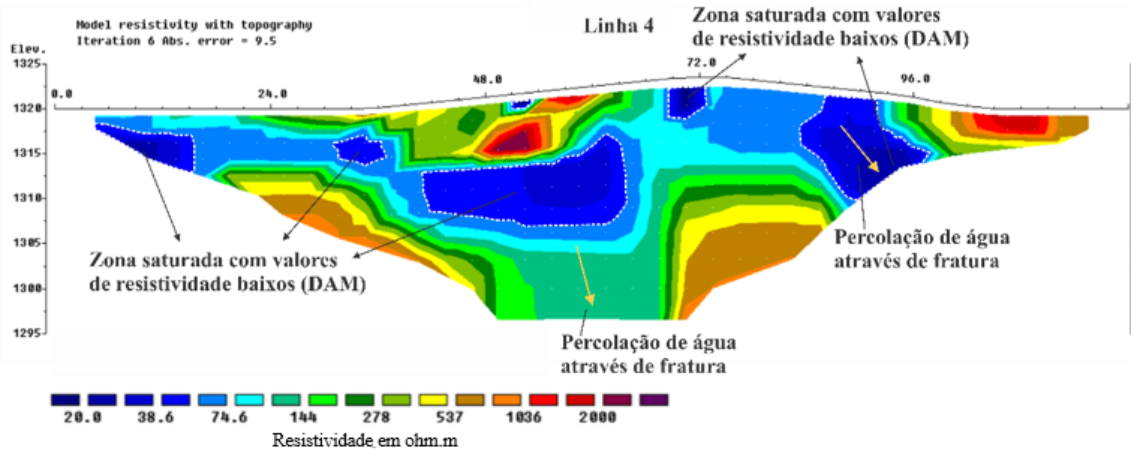 Model resistivity with topography
Iteration 6 Abs. error = 9.5
Linha 4
Zona saturada com valores
de resistividade baixos (DAM)
Elev.
1325
1320
1315
1310
1305
1300
1295
0.0
24.0
48.0
72.0
96.0
Zona saturada com valores
de resistividade baixos (DAM)
Percolação de água
através de fratura
Percolação de água
através de fratura
20.0 38.6 74.6 144 278 537 1036 2000
Resistividade em ohm.m